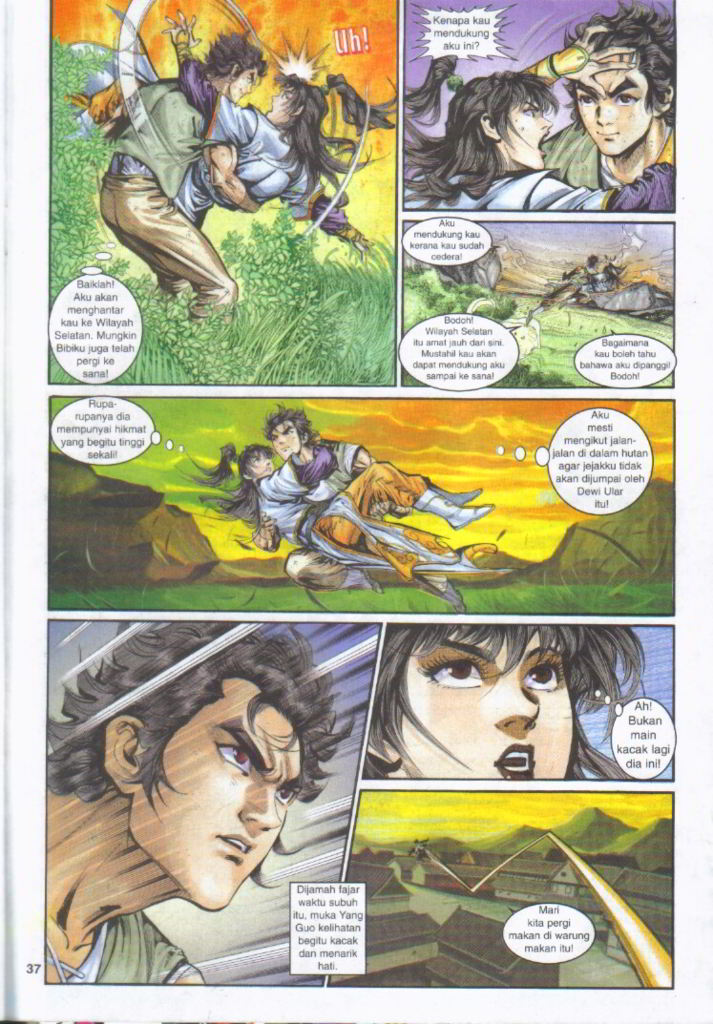 Uh!
Baiklah!
Aku akan
menghantar
kau ke Wilayah
Selatan. Mungkin
Bibiku juga telah
pergi ke
sana!
Kenapa kau
mendukung
aku ini?
Aku
mendukung kau
kerana kau sudah
cedera!
Bodoh!
Wilayah Selatan
itu amat jauh dari sini.
Mustahil kau akan
dapat mendukung aku
sampai ke sana!
Bagaimana
kau boleh tahu
bahawa aku dipanggil
Bodoh!
Rupa-
rupanya dia
mempunyai hikmat
yang begitu tinggi
sekali!
Aku
mesti
mengikut jalan-
jalan di dalam hutan
agar jejakku tidak
akan dijumpai oleh
Dewi Ular
itu!
Dijamah fajar
waktu subuh
itu, muka Yang
Guo kelihatan
begitu kacak
dan menarik
hati.
Ah!
Bukan
main
kacak lagi
dia ini!
Mari
kita pergi
makan di warung
makan itu!
37